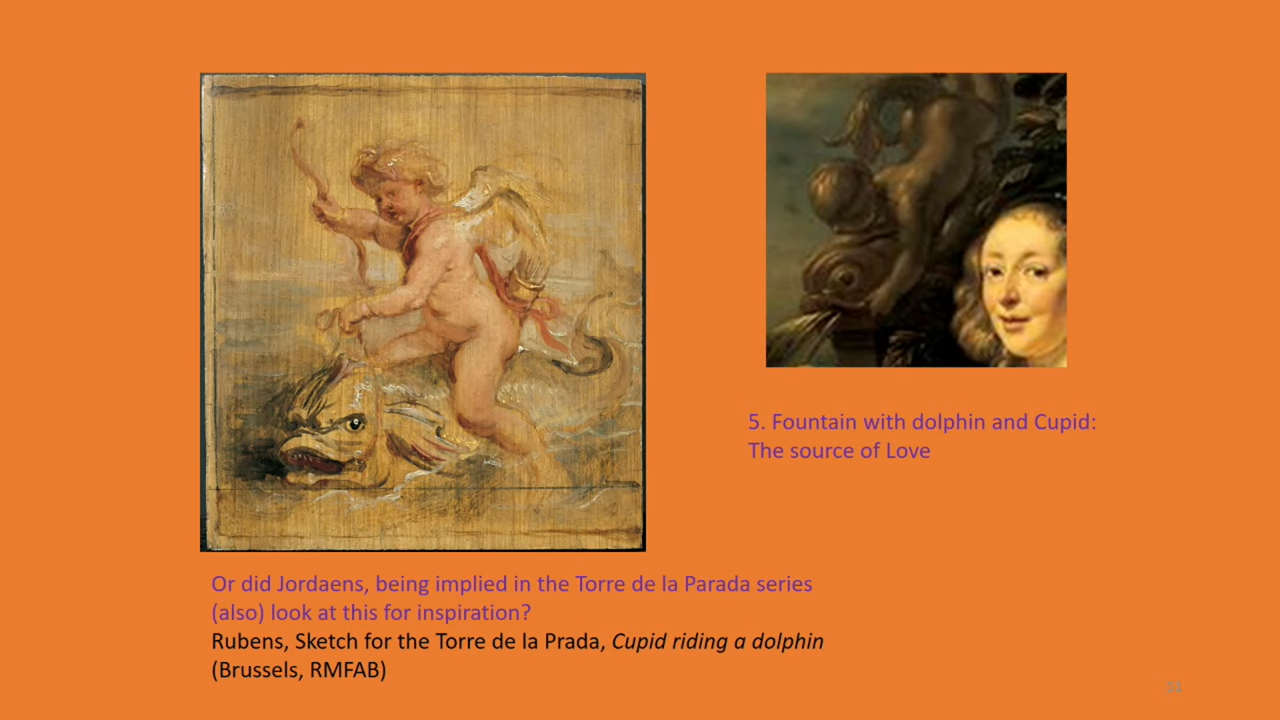 5. Fountain with dolphin and Cupid:
The source of Love
Or did Jordaens, being implied in the Torre de la Parada series
(also) look at this for inspiration?
Rubens, Sketch for the Torre de la Prada, Cupid riding a dolphin
(Brussels, RMFAB)
51